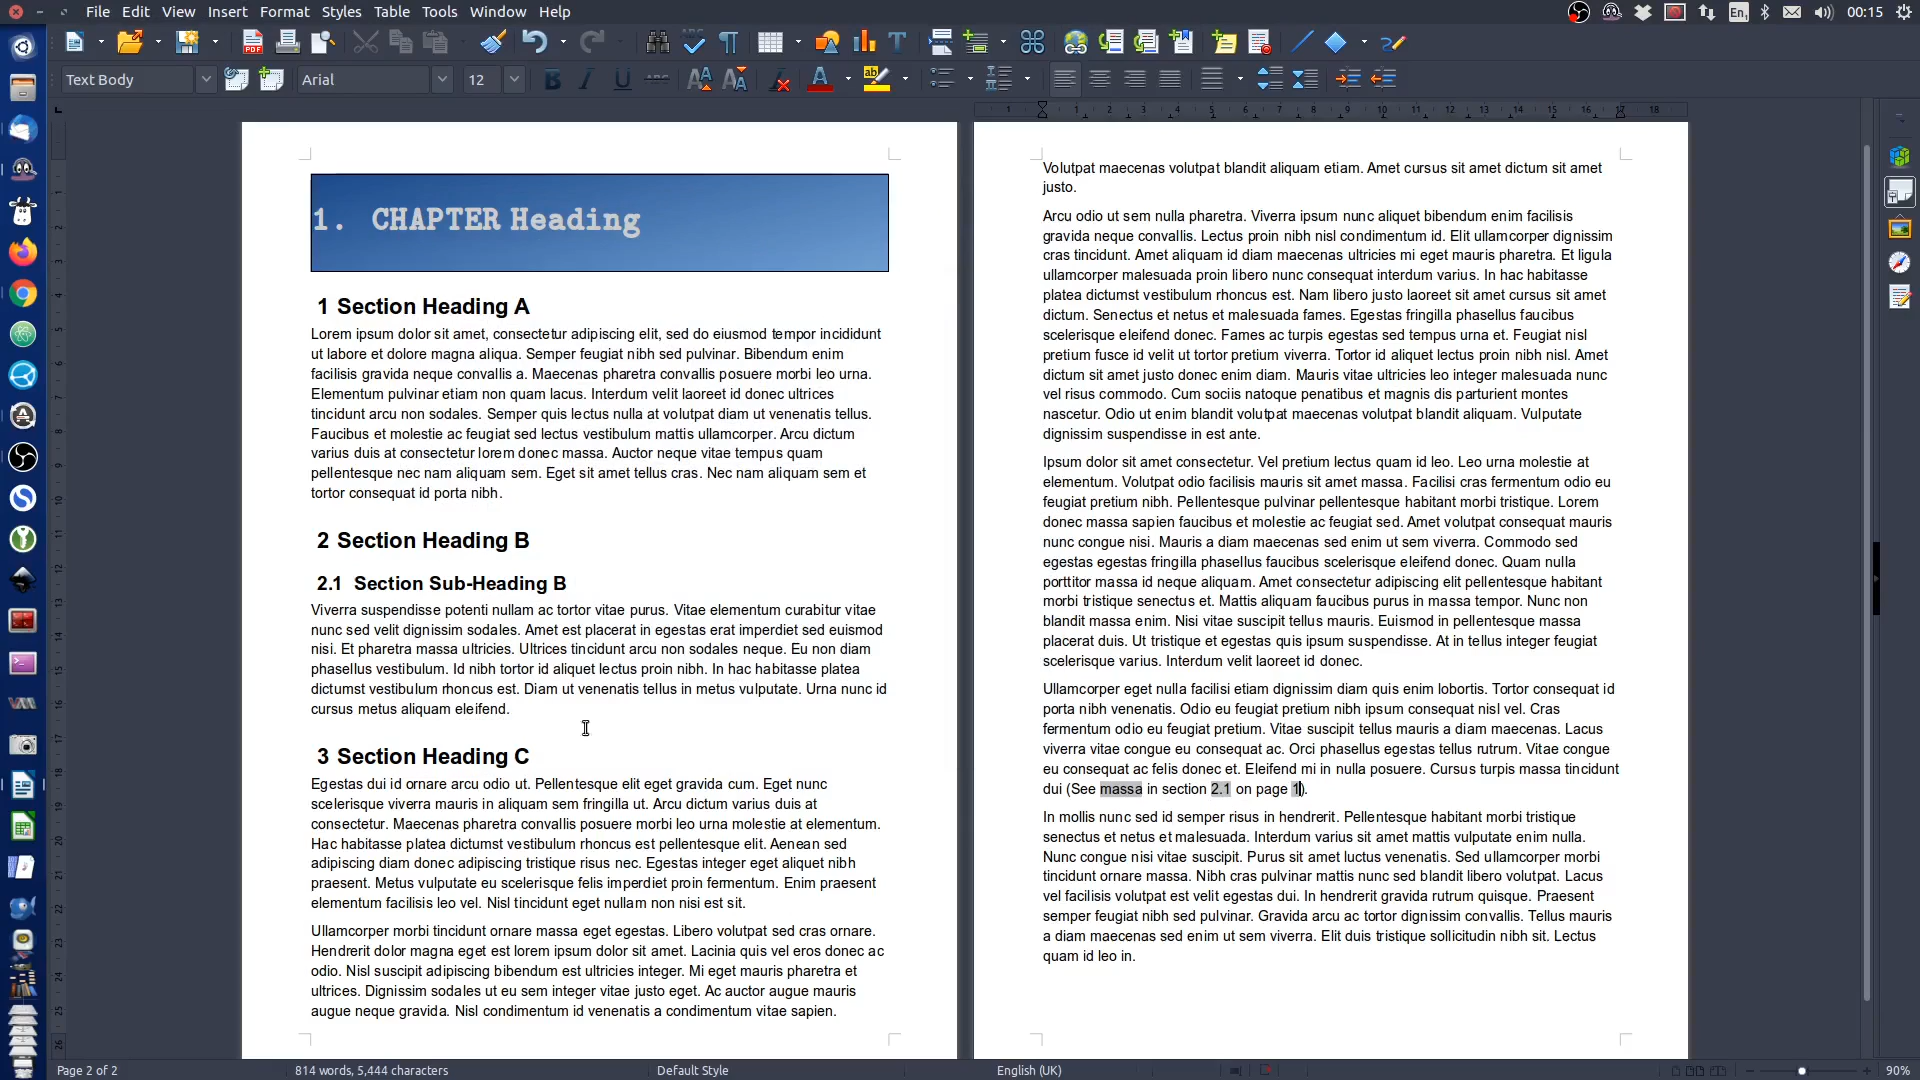 File Edit View Insert Format Styles Table Tools Window Help
En 00:15
Text Body Arial 12
1. CHAPTER Heading
1 Section Heading A
Lorem ipsum dolor sit amet, consectetur adipiscing elit, sed do eiusmod tempor incididunt
ut labore et dolore magna aliqua. Semper feugiat nibh sed pulvinar. Bibendum enim
facilisis gravida neque convallis a. Maecenas pharetra convallis posuere morbi leo urna.
Elementum pulvinar etiam non quam lacus. Interdum velit laoreet id donec ultrices
tincidunt arcu non sodales. Semper quis lectus nulla at volutpat diam ut venenatis tellus.
Faucibus et molestie ac feugiat sed lectus vestibulum mattis ullamcorper. Arcu dictum
varius duis at consectetur lorem donec massa. Auctor neque vitae tempus quam
pellentesque nec nam aliquam sem. Eget sit amet tellus cras. Nec nam aliquam sem et
tortor consequat id porta nibh.
2 Section Heading B
2.1 Section Sub-Heading B
Viverra suspendisse potenti nullam ac tortor vitae purus. Vitae elementum curabitur vitae
nunc sed velit dignissim sodales. Amet est placerat in egestas erat imperdiet sed euismod
nisi. Et pharetra massa ultricies. Ultrices tincidunt arcu non sodales neque. Eu non diam
phasellus vestibulum. Id nibh tortor id aliquet lectus proin nibh. In hac habitasse platea
dictumst vestibulum rhoncus est. Diam ut venenatis tellus in metus vulputate. Urna nunc id
cursus metus aliquam eleifend.
3 Section Heading C
Egestas dui id ornare arcu odio ut. Pellentesque elit eget gravida cum. Eget nunc
scelerisque viverra mauris in aliquam sem fringilla ut. Arcu dictum varius duis at
consectetur. Maecenas pharetra convallis posuere morbi leo urna molestie at elementum.
Hac habitasse platea dictumst vestibulum rhoncus est pellentesque elit. Aenean sed
adipiscing diam donec adipiscing tristique risus nec. Egestas integer eget aliquet nibh
praesent. Metus vulputate eu scelerisque felis imperdiet proin fermentum. Enim praesent
elementum facilisis leo vel. Nisl tincidunt eget nullam non nisi est sit.
Ullamcorper morbi tincidunt ornare massa eget egestas. Libero volutpat sed cras ornare.
Hendrerit dolor magna eget est lorem ipsum dolor sit amet. Lacinia quis vel eros donec ac
odio. Nisl suscipit adipiscing bibendum est ultricies integer. Mi eget mauris pharetra et
ultrices. Dignissim sodales ut eu sem integer vitae justo eget. Ac auctor augue mauris
augue neque gravida. Nisl condimentum id venenatis a condimentum vitae sapien.
Volutpat maecenas volutpat blandit aliquam etiam. Amet cursus sit amet dictum sit amet
justo.
Arcu odio ut sem nulla pharetra. Viverra ipsum nunc aliquet bibendum enim facilisis
gravida neque convallis. Lectus proin nibh nisl condimentum id. Elit ullamcorper dignissim
cras tincidunt. Amet aliquam id diam maecenas ultricies mi eget mauris pharetra. Et ligula
ullamcorper malesuada proin libero nunc consequat interdum varius. In hac habitasse
platea dictumst vestibulum rhoncus est. Nam libero justo laoreet sit amet cursus sit amet
dictum. Senectus et netus et malesuada fames. Egestas fringilla phasellus faucibus
scelerisque eleifend donec. Fames ac turpis egestas sed tempus urna et. Feugiat nisl
pretium fusce id velit ut tortor pretium viverra. Tortor id aliquet lectus proin nibh nisl. Amet
dictum sit amet justo donec enim diam. Mauris vitae ultricies leo integer malesuada nunc
vel risus commodo. Cum sociis natoque penatibus et magnis dis parturient montes
nascetur. Odio ut enim blandit volutpat maecenas volutpat blandit aliquam. Vulputate
dignissim suspendisse in est ante.
Ipsum dolor sit amet consectetur. Vel pretium lectus quam id leo. Leo urna molestie at
elementum. Volutpat odio facilisis mauris sit amet massa. Facilisi cras fermentum odio eu
feugiat pretium nibh. Pellentesque pulvinar pellentesque habitant morbi tristique. Lorem
donec massa sapien faucibus et molestie ac feugiat sed. Amet volutpat consequat mauris
nunc congue nisi. Mauris a diam maecenas sed enim ut sem viverra. Commodo sed
egestas egestas fringilla phasellus faucibus scelerisque eleifend donec. Quam nulla
porttitor massa id neque aliquam. Amet consectetur adipiscing elit pellentesque habitant
morbi tristique senectus et. Mattis aliquam faucibus purus in massa tempor. Nunc non
blandit massa enim. Nisi vitae suscipit tellus mauris. Euismod in pellentesque massa
placerat duis. Ut tristique et egestas quis ipsum suspendisse. At in tellus integer feugiat
scelerisque varius. Interdum velit laoreet id donec.
Ullamcorper eget nulla facilisi etiam dignissim diam quis enim lobortis. Tortor consequat id
porta nibh venenatis. Odio eu feugiat pretium nibh ipsum consequat nisl vel. Cras
fermentum odio eu feugiat pretium. Vitae suscipit tellus mauris a diam maecenas. Lacus
viverra vitae congue eu consequat ac. Orci phasellus egestas tellus rutrum. Vitae congue
eu consequat ac felis donec et. Eleifend mi in nulla posuere. Cursus turpis massa tincidunt
dui (See massa in section 2.1 on page 1).
In mollis nunc sed id semper risus in hendrerit. Pellentesque habitant morbi tristique
senectus et netus et malesuada. Interdum varius sit amet mattis vulputate enim nulla.
Nunc congue nisi vitae suscipit. Purus sit amet luctus venenatis. Sed ullamcorper morbi
tincidunt ornare massa. Nibh cras pulvinar mattis nunc sed blandit libero volutpat. Lacus
vel facilisis volutpat est velit egestas dui. In hendrerit gravida rutrum quisque. Praesent
semper feugiat nibh sed pulvinar. Gravida arcu ac tortor dignissim convallis. Tellus mauris
a diam maecenas sed enim ut sem viverra. Elit duis tristique sollicitudin nibh sit. Lectus
quam id leo in.
Page 2 of 2 814 words, 5,444 characters Default Style English (UK) 90%